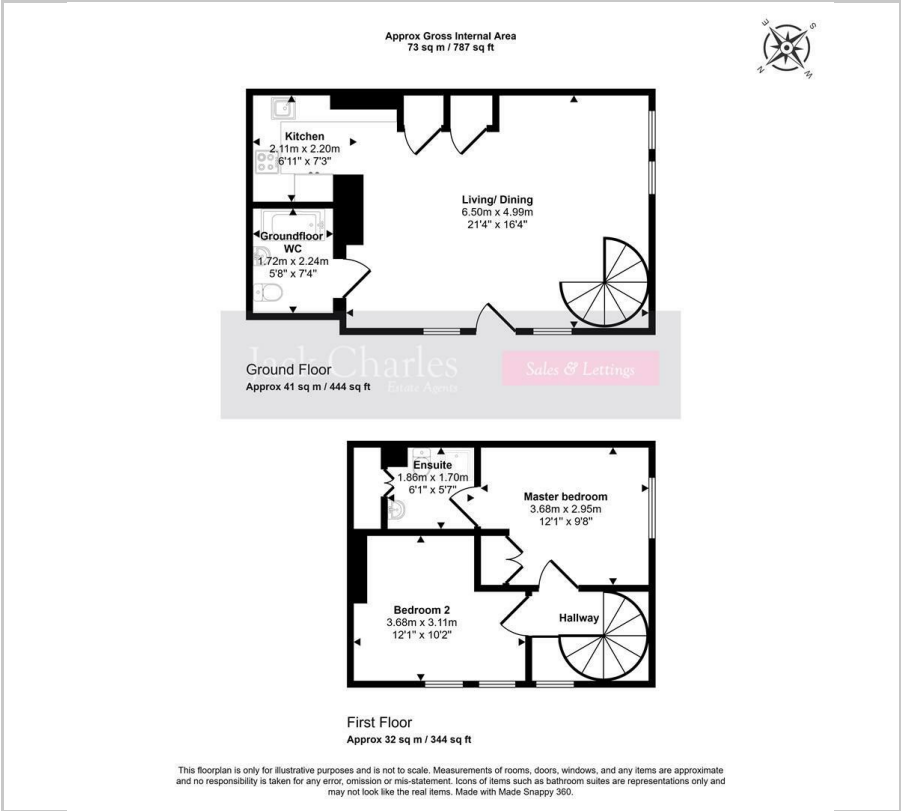 Approx Gross Internal Area
73 sq m / 787 sq ft
E
S
N
W
Kitchen
2.11m x 2.20m
6'11" x 7'3"
Living/ Dining
6.50m x 4.99m
21'4" x 16'4"
Groundfloor
WC
1.72m x 2.24m
5'8" x 7'4"
Jack Charles
Estate Agents
Sales & Lettings
Ground Floor
Approx 41 sq m / 444 sq ft
Ensuite
1.86m x 1.70m
6'1" x 5'7"
Master bedroom
3.68m x 2.95m
12'1" x 9'8"
Bedroom 2
3.68m x 3.11m
12'1" x 10'2"
Hallway
First Floor
Approx 32 sq m / 344 sq ft
This floorplan is only for illustrative purposes and is not to scale. Measurements of rooms, doors, windows, and any items are approximate
and no responsibility is taken for any error, omission or mis-statement. Icons of items such as bathroom suites are representations only and
may not look like the real items. Made with Made Snappy 360.